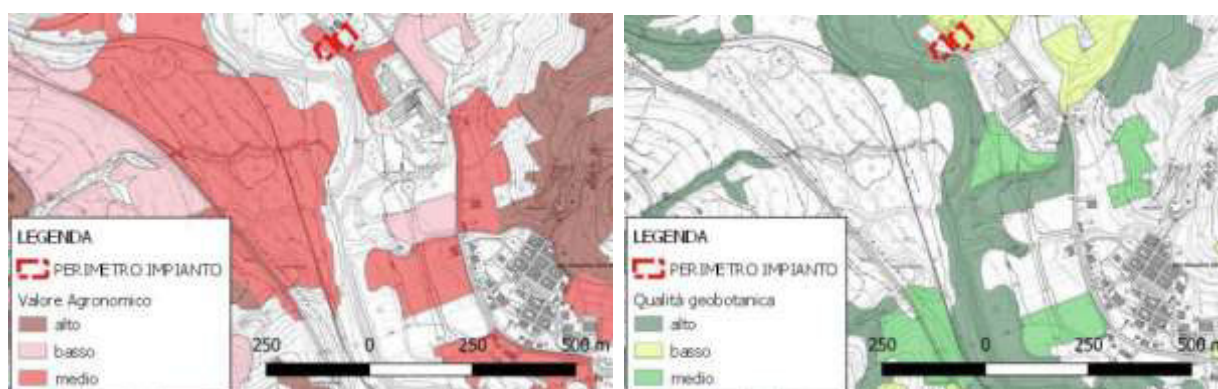 LEGENDA
PERIMETRO IMPIANTO
Valore Agronomico
alto
basso
medio
250 0 250 500 m
LEGENDA
PERIMETRO IMPIANTO
Qualità geobotanica
alto
basso
medio
250 0 250 500 m